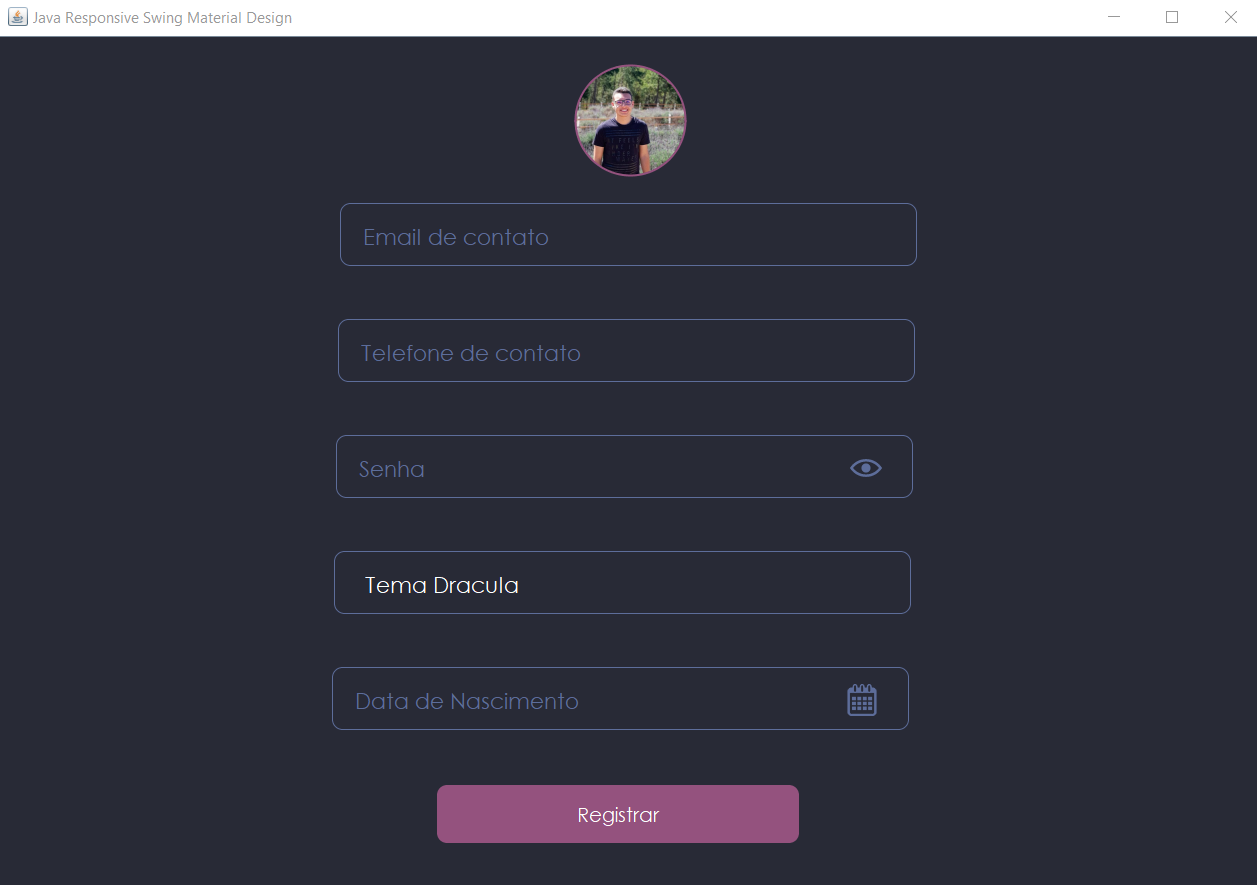 Java Responsive Swing Material Design
Email de contato
Telefone de contato
Senha
Tema Dracula
Data de Nascimento
Registrar